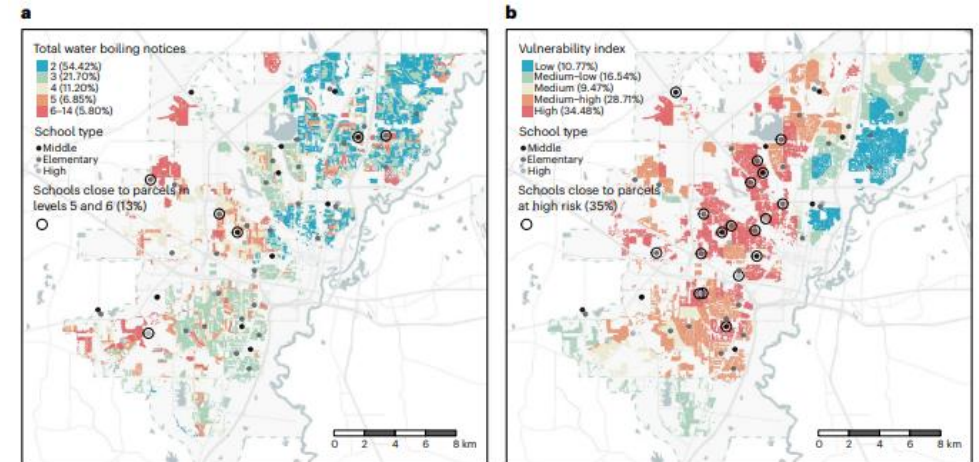 a
Total water boiling notices
2 (54.42%)
3 (21.70%)
4 (11.20%)
5 (6.85%)
6–14 (5.80%)
School type
Middle
Elementary
High
Schools close to parcels in
levels 5 and 6 (13%)
0 2 4 6 8 km
b
Vulnerability index
Low (10.77%)
Medium–low (16.54%)
Medium (9.47%)
Medium–high (28.71%)
High (34.48%)
School type
Middle
Elementary
High
Schools close to parcels
at high risk (35%)
0 2 4 6 8 km